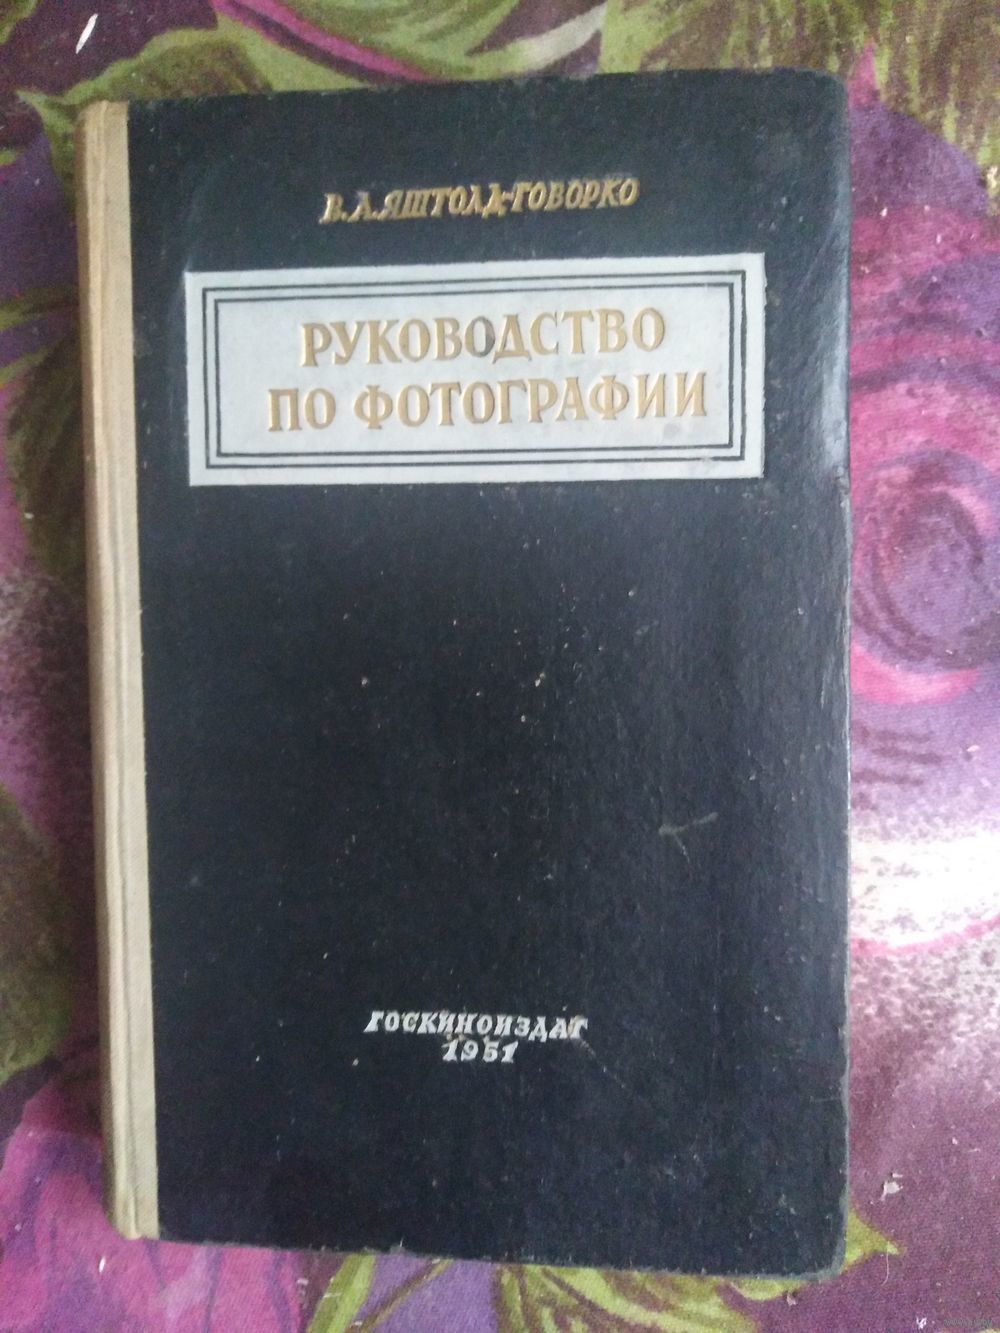 В.А.ЯШТОЛД-ГОВОРКО
РУКОВОДСТВО
ПО ФОТОГРАФИИ
ГОСКИНОИЗДАТ
1951